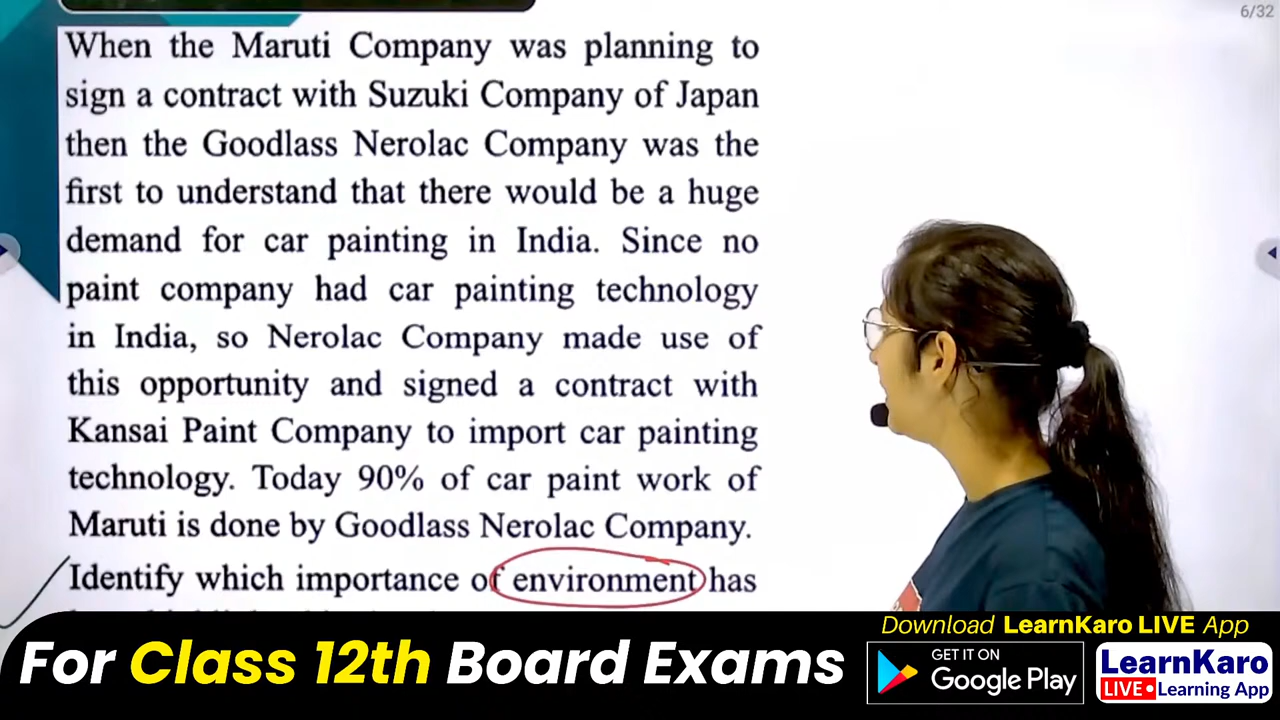 6/32
When the Maruti Company was planning to
sign a contract with Suzuki Company of Japan
then the Goodlass Nerolac Company was the
first to understand that there would be a huge
demand for car painting in India. Since no
paint company had car painting technology
in India, so Nerolac Company made use of
this opportunity and signed a contract with
Kansai Paint Company to import car painting
technology. Today 90% of car paint work of
Maruti is done by Goodlass Nerolac Company.
Identify which importance of environment has
For Class 12th Board Exams
Download LearnKaro LIVE App
GET IT ON
Google Play
LearnKaro
LIVE Learning App